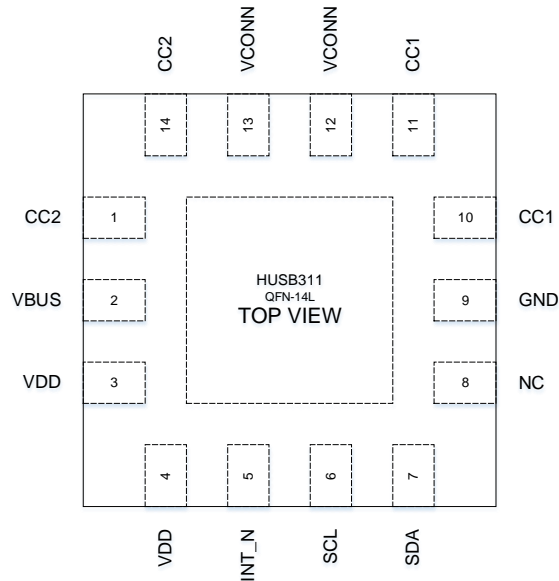 CC2
VCONN
VCONN
CC1
14
13
12
11
CC2
1
10
CC1
VBUS
2
9
GND
VDD
3
8
NC
HUSB311
QFN-14L
TOP VIEW
4
5
6
7
VDD
INT_N
SCL
SDA